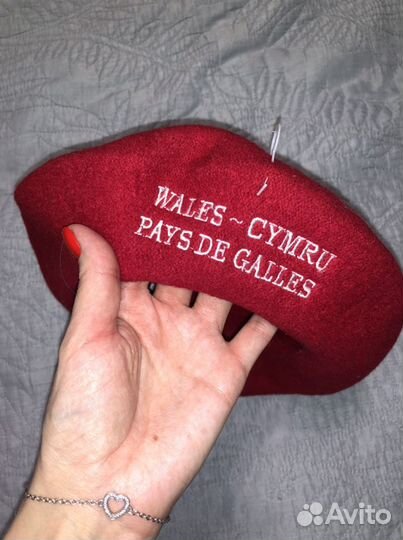 WALES ~ CYMRU
PAYS DE GALLES
Avito